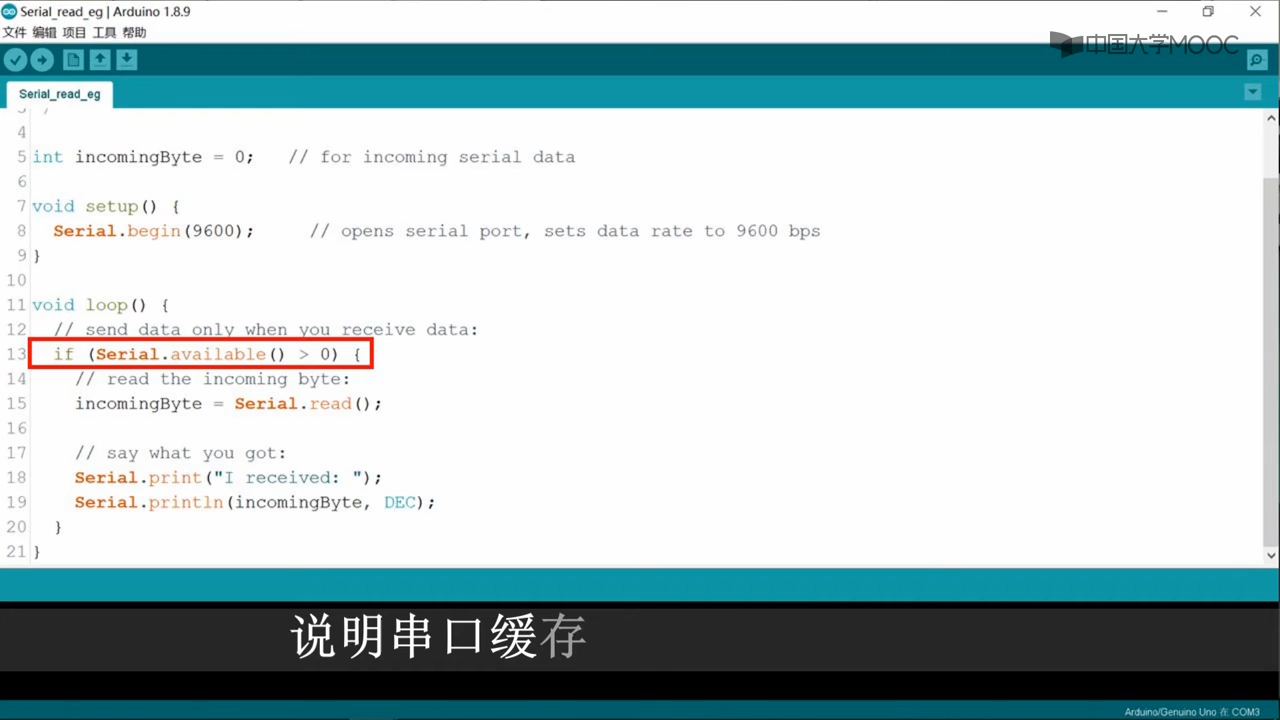 Serial_read_eg | Arduino 1.8.9
文件 编辑 项目 工具 帮助
中国大学MOOC
Serial_read_eg
4
5 int incomingByte = 0;   // for incoming serial data
6
7 void setup() {
8   Serial.begin(9600);     // opens serial port, sets data rate to 9600 bps
9 }
10
11 void loop() {
12   // send data only when you receive data:
13   if (Serial.available() > 0) {
14     // read the incoming byte:
15     incomingByte = Serial.read();
16
17     // say what you got:
18     Serial.print("I received: ");
19     Serial.println(incomingByte, DEC);
20   }
21 }
说明串口缓存
Arduino/Genuino Uno 在 COM3